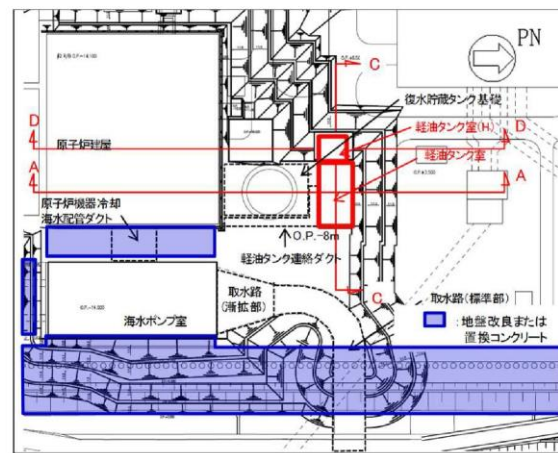 PN
C
復水貯蔵タンク基礎
軽油タンク室(H)
D
D
原子炉建屋
軽油タンク室
A
A
原子炉機器冷却
海水配管ダクト
O.P.-8m
軽油タンク連絡ダクト
取水路
(漸拡部)
C
取水路(標準部)
海水ポンプ室
:地盤改良または
置換コンクリート